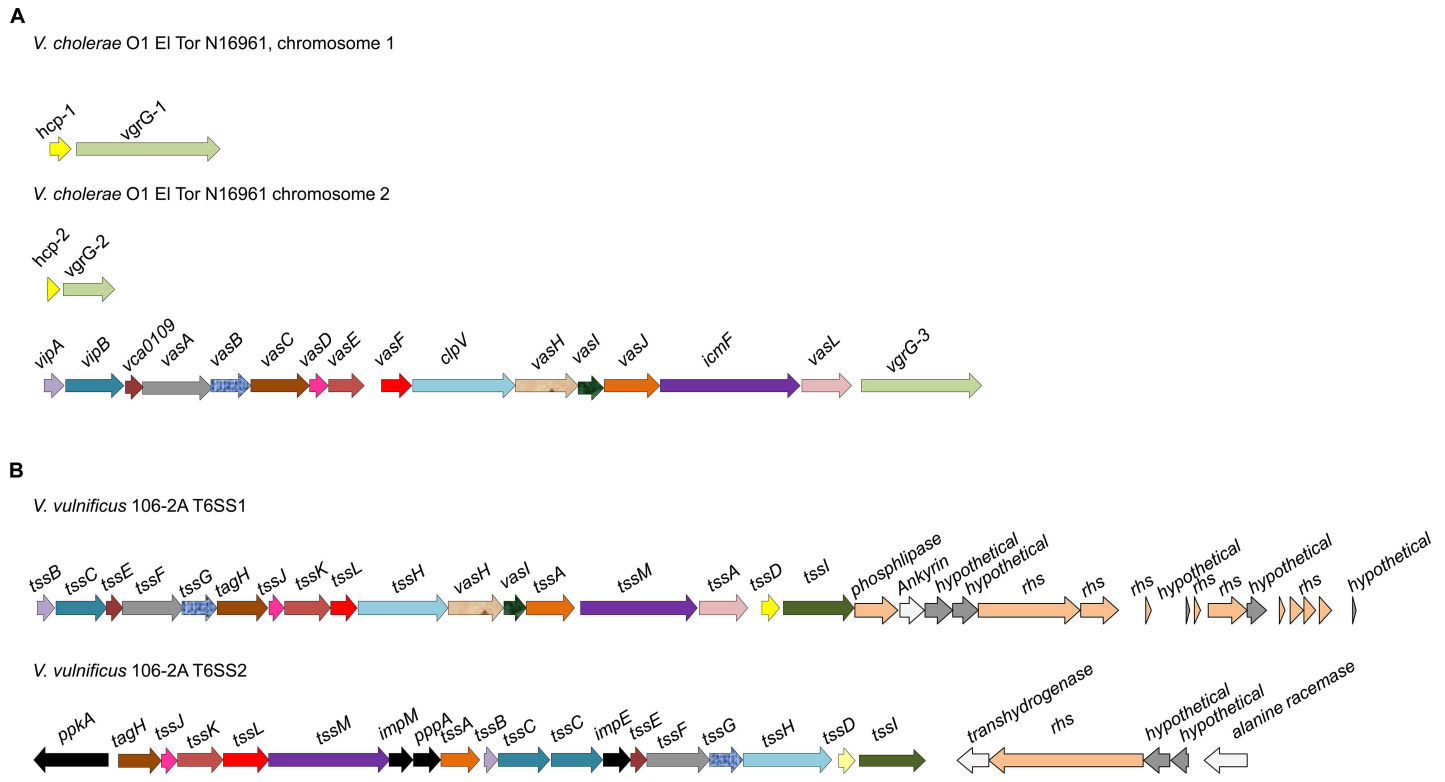 A
V. cholerae O1 El Tor N16961, chromosome 1
hcp-1 vgrG-1
V. cholerae O1 El Tor N16961 chromosome 2
hcp-2 vgrG-2
vipA vipB vca0109 vasA vasB vasC vasD vasE vasF clpV vasH vasI vasJ icmF vasL vgrG-3
B
V. vulnificus 106-2A T6SS1
tssB tssC tssE tssF tssG tagH tssJ tssK tssL tssH vasH vasI tssA tssM tssA tssD tssI phosphlipase Ankyrin hypothetical hypothetical rhs rhs rhs hypothetical rhs rhs hypothetical rhs hypothetical
V. vulnificus 106-2A T6SS2
ppkA tagH tssJ tssK tssL tssM impM pppA tssA tssB tssC tssC impE tssE tssF tssG tssH tssD tssI transhydrogenase rhs hypothetical hypothetical alanine racemase